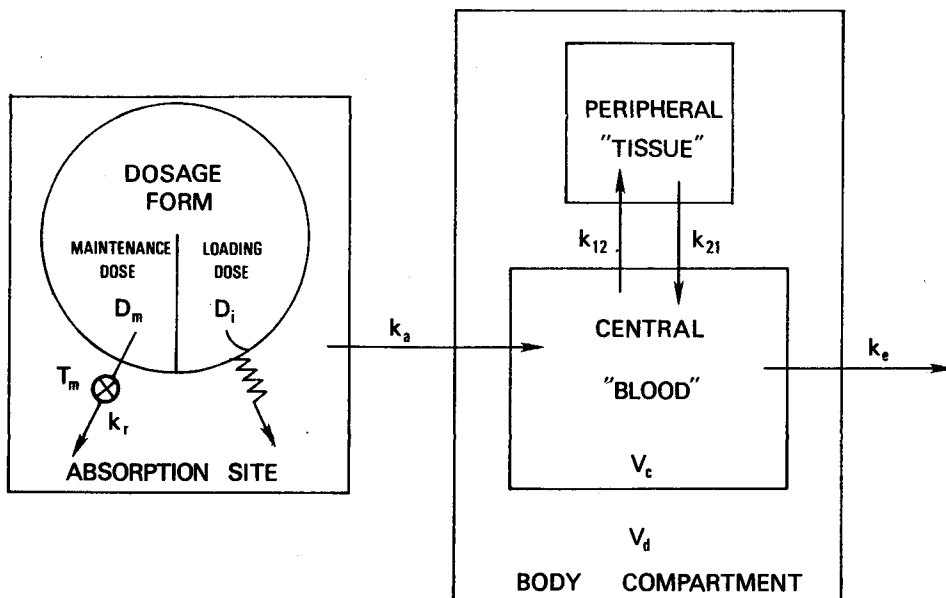 DOSAGE
FORM
MAINTENANCE
DOSE
D_m
LOADING
DOSE
D_i
T_m
k_r
ABSORPTION SITE
k_a
PERIPHERAL
"TISSUE"
k_12
k_21
CENTRAL
"BLOOD"
V_c
k_e
V_d
BODY COMPARTMENT